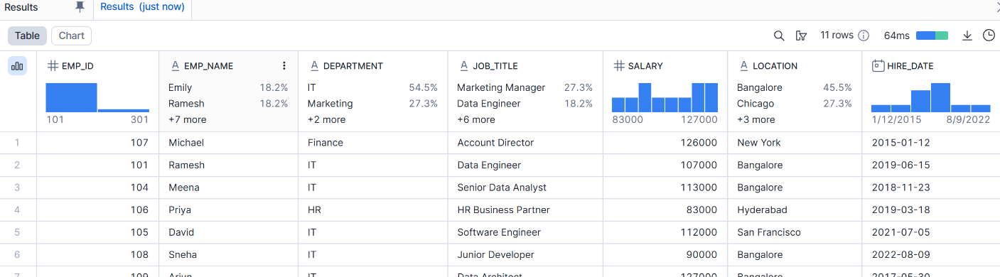 Results Results (just now)
Table Chart 11 rows 64ms
EMP_ID EMP_NAME DEPARTMENT JOB_TITLE SALARY LOCATION HIRE_DATE
Emily 18.2% IT 54.5% Marketing Manager 27.3% Bangalore 45.5%
Ramesh 18.2% Marketing 27.3% Data Engineer 18.2% Chicago 27.3%
101 301 +7 more +2 more +6 more 83000 127000 +3 more 1/12/2015 8/9/2022
1 107 Michael Finance Account Director 126000 New York 2015-01-12
2 101 Ramesh IT Data Engineer 107000 Bangalore 2019-06-15
3 104 Meena IT Senior Data Analyst 113000 Bangalore 2018-11-23
4 106 Priya HR HR Business Partner 83000 Hyderabad 2019-03-18
5 105 David IT Software Engineer 112000 San Francisco 2021-07-05
6 108 Sneha IT Junior Developer 90000 Bangalore 2022-08-09
7 109 Arjun IT Data Architect 127000 Bangalore 2017-05-30